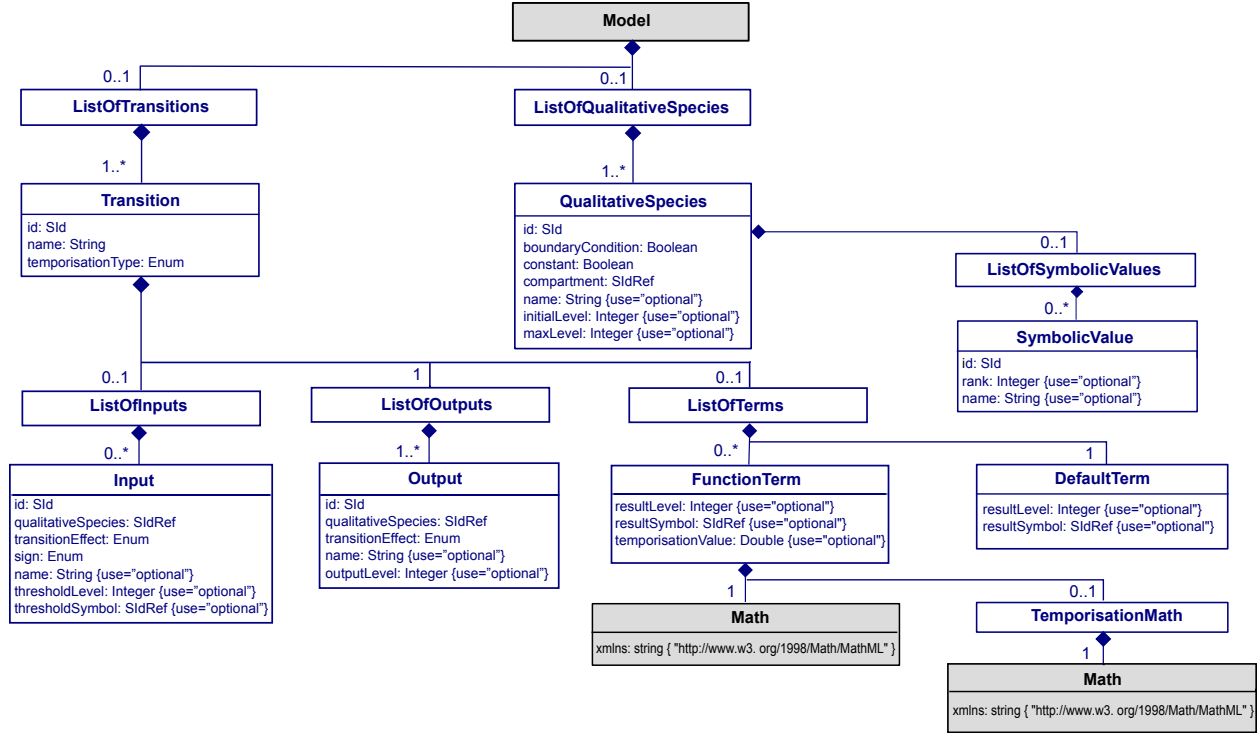 Model
0..1
0..1
ListOfTransitions
ListOfQualitativeSpecies
1..*
1..*
Transition
id: SId
name: String
temporisationType: Enum
QualitativeSpecies
id: SId
boundaryCondition: Boolean
constant: Boolean
compartment: SIdRef
name: String {use="optional”}
initialLevel: Integer {use="optional”}
maxLevel: Integer {use="optional”}
0..1
ListOfSymbolicValues
0..*
SymbolicValue
id: SId
rank: Integer {use=”optional”}
name: String {use=”optional”}
0..1
1
0..1
ListOfInputs
ListOfOutputs
ListOfTerms
0..*
1..*
0..*
1
Input
id: SId
qualitativeSpecies: SIdRef
transitionEffect: Enum
sign: Enum
name: String {use=”optional”}
thresholdLevel: Integer {use=”optional”}
thresholdSymbol: SIdRef {use=”optional”}
Output
id: SId
qualitativeSpecies: SIdRef
transitionEffect: Enum
name: String {use=”optional”}
outputLevel: Integer {use=”optional”}
FunctionTerm
resultLevel: Integer {use="optional"}
resultSymbol: SIdRef {use="optional"}
temporisationValue: Double {use="optional"}
DefaultTerm
resultLevel: Integer {use="optional"}
resultSymbol: SIdRef {use="optional"}
1
0..1
Math
xmlns: string { "http://www.w3. org/1998/Math/MathML" }
TemporisationMath
1
Math
xmlns: string { "http://www.w3. org/1998/Math/MathML" }